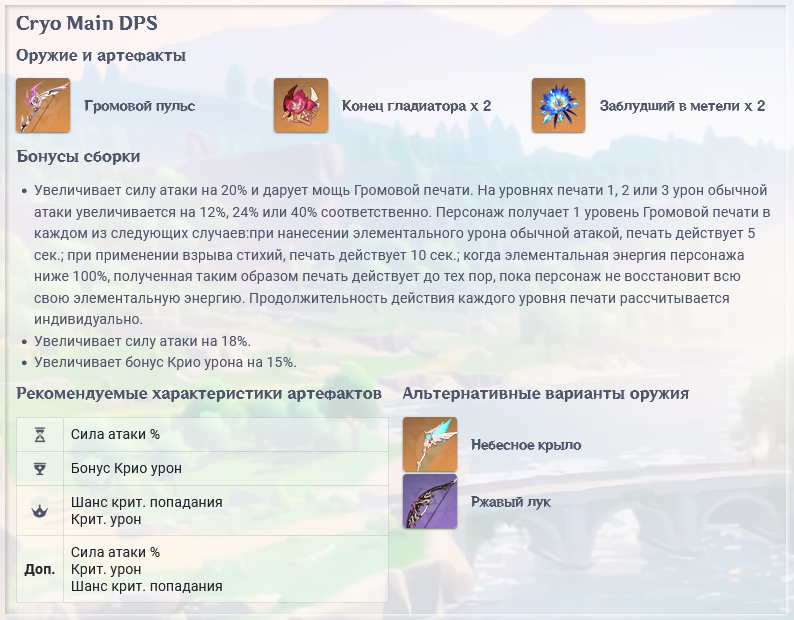 Cryo Main DPS
Оружие и артефакты
Громовой пульс
Конец гладиатора x 2
Заблудший в метели x 2
Бонусы сборки
• Увеличивает силу атаки на 20% и дарует мощь Громовой печати. На уровнях печати 1, 2 или 3 урон обычной
атаки увеличивается на 12%, 24% или 40% соответственно. Персонаж получает 1 уровень Громовой печати в
каждом из следующих случаев:при нанесении элементального урона обычной атакой, печать действует 5
сек.; при применении взрыва стихий, печать действует 10 сек.; когда элементальная энергия персонажа
ниже 100%, полученная таким образом печать действует до тех пор, пока персонаж не восстановит всю
свою элементальную энергию. Продолжительность действия каждого уровня печати рассчитывается
индивидуально.
• Увеличивает силу атаки на 18%.
• Увеличивает бонус Крио урона на 15%.
Рекомендуемые характеристики артефактов
Сила атаки %
Бонус Крио урон
Шанс крит. попадания
Крит. урон
Доп.
Сила атаки %
Крит. урон
Шанс крит. попадания
Альтернативные варианты оружия
Небесное крыло
Ржавый лук